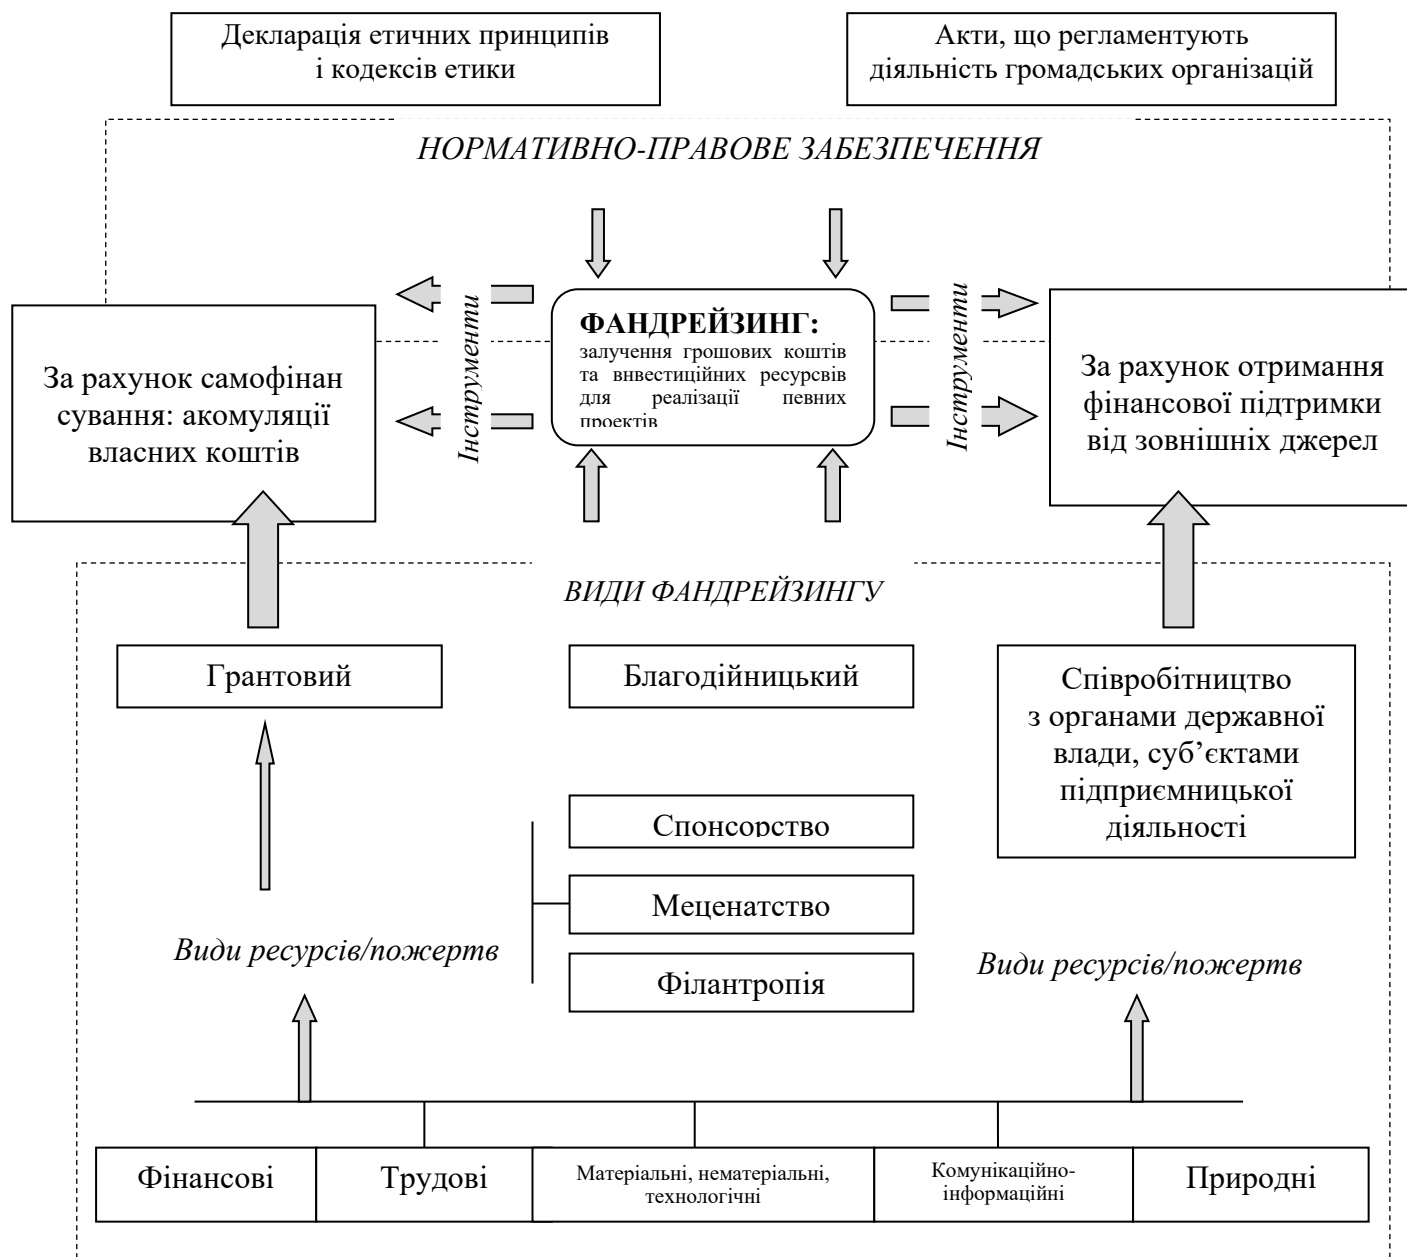 Декларація етичних принципів
і кодексів етики
Акти, що регламентують
діяльність громадських організацій
НОРМАТИВНО-ПРАВОВЕ ЗАБЕЗПЕЧЕННЯ
За рахунок самофінан
сування: акомуляції
власних коштів
Інструменти
ФАНДРЕЙЗИНГ:
залучення грошових коштів
та внвестиційних ресурсвів
для реалізації певних
проектів
Інструменти
За рахунок отримання
фінансової підтримки
від зовнішніх джерел
ВИДИ ФАНДРЕЙЗИНГУ
Грантовий
Благодійницький
Співробітництво
з органами державної
влади, суб’єктами
підприємницької
діяльності
Спонсорство
Меценатство
Філантропія
Види ресурсів/пожертв
Види ресурсів/пожертв
Фінансові
Трудові
Матеріальні, нематеріальні,
технологічні
Комунікаційно-
інформаційні
Природні